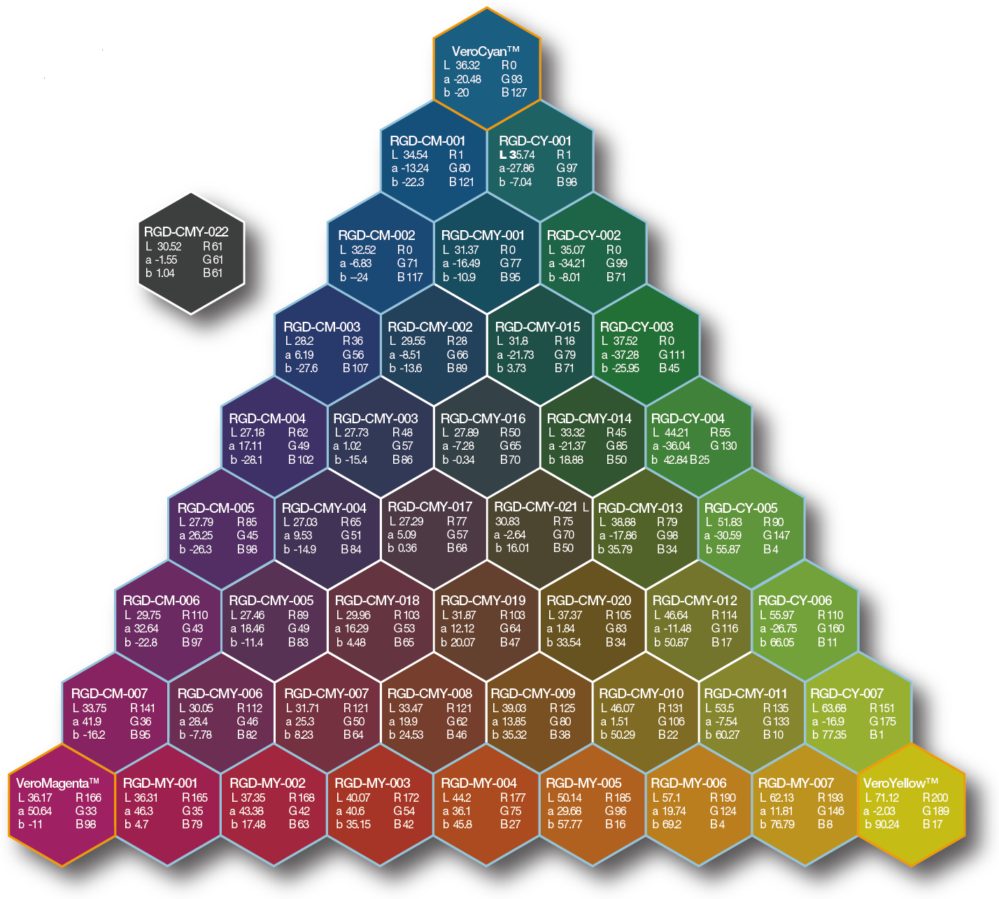 VeroCyan™
L 36.32 R 0
a -20.48 G 93
b -20 B 127
RGD-CM-001
L 34.54 R 1
a -13.24 G 80
b -22.3 B 121
RGD-CY-001
L 35.74 R 1
a -27.86 G 97
b -7.04 B 98
RGD-CMY-022
L 30.52 R 61
a -1.55 G 61
b 1.04 B 61
RGD-CM-002
L 32.52 R 0
a -6.83 G 71
b --24 B 117
RGD-CMY-001
L 31.37 R 0
a -16.49 G 77
b -10.9 B 95
RGD-CY-002
L 35.07 R 0
a -34.21 G 99
b -8.01 B 71
RGD-CM-003
L 28.2 R 36
a 6.19 G 56
b -27.6 B 107
RGD-CMY-002
L 29.55 R 28
a -8.51 G 66
b -13.6 B 89
RGD-CMY-015
L 31.8 R 18
a -21.73 G 79
b 3.73 B 71
RGD-CY-003
L 37.52 R 0
a -37.28 G 111
b -25.95 B 45
RGD-CM-004
L 27.18 R 62
a 17.11 G 49
b -28.1 B 102
RGD-CMY-003
L 27.73 R 48
a 1.02 G 57
b -15.4 B 86
RGD-CMY-016
L 27.89 R 50
a -7.28 G 65
b -0.34 B 70
RGD-CMY-014
L 33.32 R 45
a -21.37 G 85
b 18.88 B 50
RGD-CY-004
L 44.21 R 55
a -36.04 G 130
b 42.84 B 25
RGD-CM-005
L 27.79 R 85
a 26.25 G 45
b -26.3 B 98
RGD-CMY-004
L 27.03 R 65
a 9.53 G 51
b -14.9 B 84
RGD-CMY-017
L 27.29 R 77
a 5.09 G 57
b 0.36 B 68
RGD-CMY-021 L
30.83 R 75
a -2.64 G 70
b 16.01 B 50
RGD-CMY-013
L 38.88 R 79
a -17.86 G 98
b 35.79 B 34
RGD-CY-005
L 51.83 R 90
a -30.59 G 147
b 55.87 B 4
RGD-CM-006
L 29.75 R 110
a 32.64 G 43
b -22.8 B 97
RGD-CMY-005
L 27.46 R 89
a 18.46 G 49
b -11.4 B 83
RGD-CMY-018
L 29.96 R 103
a 16.29 G 53
b 4.48 B 65
RGD-CMY-019
L 31.87 R 103
a 12.12 G 64
b 20.07 B 47
RGD-CMY-020
L 37.37 R 105
a 1.84 G 83
b 33.54 B 34
RGD-CMY-012
L 46.64 R 114
a -11.48 G 116
b 50.87 B 17
RGD-CY-006
L 55.97 R 110
a -26.75 G 160
b 66.05 B 11
RGD-CM-007
L 33.75 R 141
a 41.9 G 36
b -16.2 B 95
RGD-CMY-006
L 30.05 R 112
a 28.4 G 46
b -7.78 B 82
RGD-CMY-007
L 31.71 R 121
a 25.3 G 50
b 8.23 B 64
RGD-CMY-008
L 33.47 R 121
a 19.9 G 62
b 24.53 B 46
RGD-CMY-009
L 39.03 R 125
a 13.85 G 80
b 35.32 B 38
RGD-CMY-010
L 46.07 R 131
a 1.51 G 106
b 50.29 B 22
RGD-CMY-011
L 53.5 R 135
a -7.54 G 133
b 60.27 B 10
RGD-CY-007
L 63.68 R 151
a -16.9 G 175
b 77.35 B 1
VeroMagenta™
L 36.17 R 166
a 50.64 G 33
b -11 B 98
RGD-MY-001
L 36.31 R 165
a 46.3 G 35
b 4.7 B 79
RGD-MY-002
L 37.35 R 168
a 43.38 G 42
b 17.48 B 63
RGD-MY-003
L 40.07 R 172
a 40.6 G 54
b 35.15 B 42
RGD-MY-004
L 44.2 R 177
a 36.1 G 75
b 45.8 B 27
RGD-MY-005
L 50.14 R 185
a 29.68 G 96
b 57.77 B 16
RGD-MY-006
L 57.1 R 190
a 19.74 G 124
b 69.2 B 4
RGD-MY-007
L 62.13 R 193
a 11.81 G 146
b 76.79 B 8
VeroYellow™
L 71.12 R 200
a -2.03 G 189
b 90.24 B 17